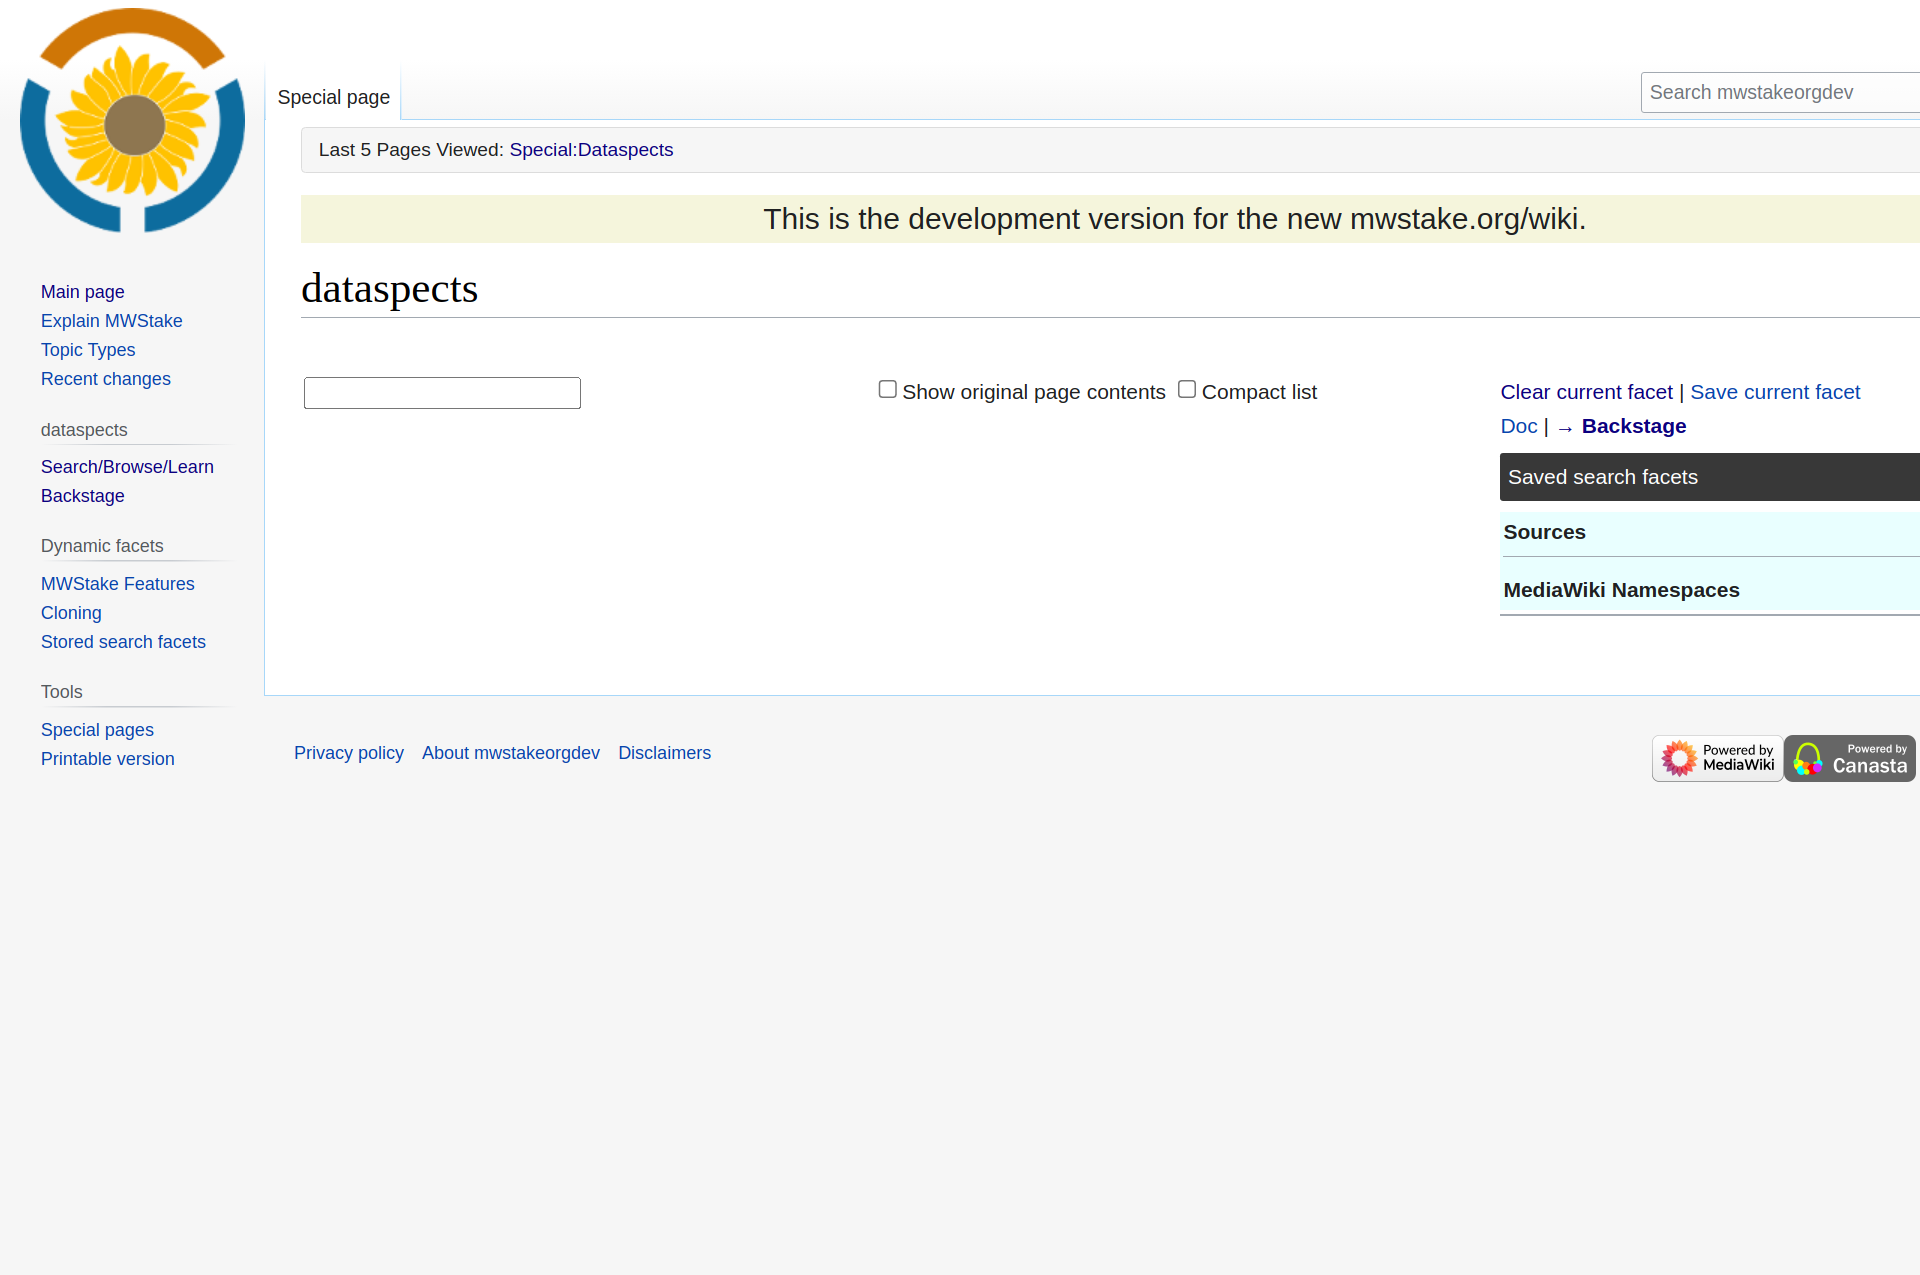 Special page
Search mwstakeorgdev
Last 5 Pages Viewed: Special:Dataspects
This is the development version for the new mwstake.org/wiki.
dataspects
Main page
Explain MWStake
Topic Types
Recent changes
dataspects
Search/Browse/Learn
Backstage
Dynamic facets
MWStake Features
Cloning
Stored search facets
Tools
Special pages
Printable version
Show original page contents Compact list
Clear current facet | Save current facet
Doc | → Backstage
Saved search facets
Sources
MediaWiki Namespaces
Privacy policy About mwstakeorgdev Disclaimers
Powered by
MediaWiki
Powered by
Canasta